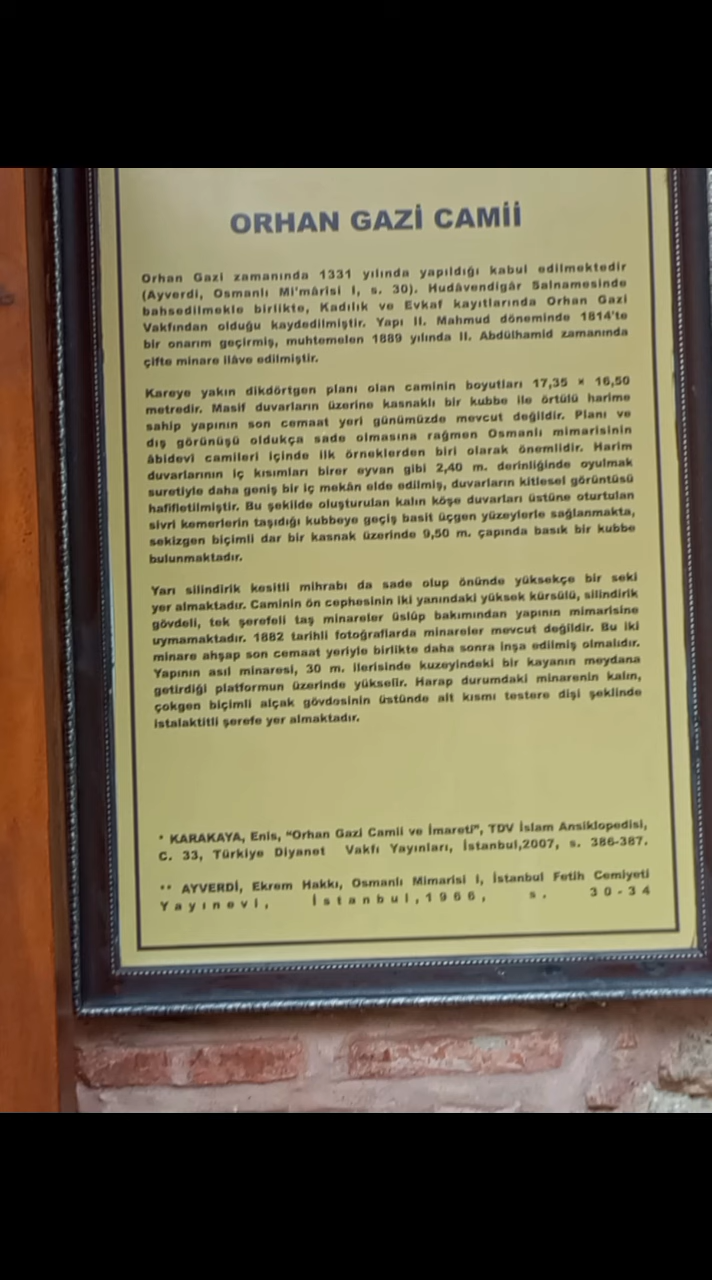 ORHAN GAZİ CAMİİ
Orhan Gazi zamanında 1331 yılında yapıldığı kabul edilmektedir
(Ayverdi, Osmanlı Mi'mârisi I, s. 30). Hudâvendigâr Salnamesinde
bahsedilmekle birlikte, Kadılık ve Evkaf kayıtlarında Orhan Gazi
Vakfından olduğu kaydedilmiştir. Yapı II. Mahmud döneminde 1814'te
bir onarım geçirmiş, muhtemelen 1889 yılında II. Abdülhamid zamanında
çifte minare ilâve edilmiştir.
Kareye yakın dikdörtgen planı olan caminin boyutları 17,35 × 16,50
metredir. Masif duvarların üzerine kasnaklı bir kubbe ile örtülü harime
sahip yapının son cemaat yeri günümüzde mevcut değildir. Planı ve
dış görünüşü oldukça sade olmasına rağmen Osmanlı mimarisinin
âbidevî camileri içinde ilk örneklerden biri olarak önemlidir. Harim
duvarlarının iç kısımları birer eyvan gibi 2,40 m. derinliğinde oyulmak
suretiyle daha geniş bir iç mekân elde edilmiş, duvarların kitlesel görüntüsü
hafifletilmiştir. Bu şekilde oluşturulan kalın köşe duvarları üstüne oturtulan
sivri kemerlerin taşıdığı kubbeye geçiş basit üçgen yüzeylerle sağlanmakta,
sekizgen biçimli dar bir kasnak üzerinde 9,50 m. çapında basık bir kubbe
bulunmaktadır.
Yarı silindirik kesitli mihrabı da sade olup önünde yüksekçe bir seki
yer almaktadır. Caminin ön cephesinin iki yanındaki yüksek kürsülü, silindirik
gövdeli, tek şerefeli taş minareler üslûp bakımından yapının mimarisine
uymamaktadır. 1882 tarihli fotoğraflarda minareler mevcut değildir. Bu iki
minare ahşap son cemaat yeriyle birlikte daha sonra inşa edilmiş olmalıdır.
Yapının asıl minaresi, 30 m. ilerisinde kuzeyindeki bir kayanın meydana
getirdiği platformun üzerinde yükselir. Harap durumdaki minarenin kalın,
çokgen biçimli alçak gövdosinin üstünde alt kısmı testere dişi şeklinde
istalaktitli şerefe yer almaktadır.
* KARAKAYA, Enis, "Orhan Gazi Camii ve İmareti", TDV İslam Ansiklopedisi,
C. 33, Türkiye Diyanet Vakfı Yayınları, İstanbul,2007, s. 386-387.
** AYVERDİ, Ekrem Hakkı, Osmanlı Mimarisi I, İstanbul Fetih Cemiyeti
Yayınevi, İstanbul,1966, s. 30-34